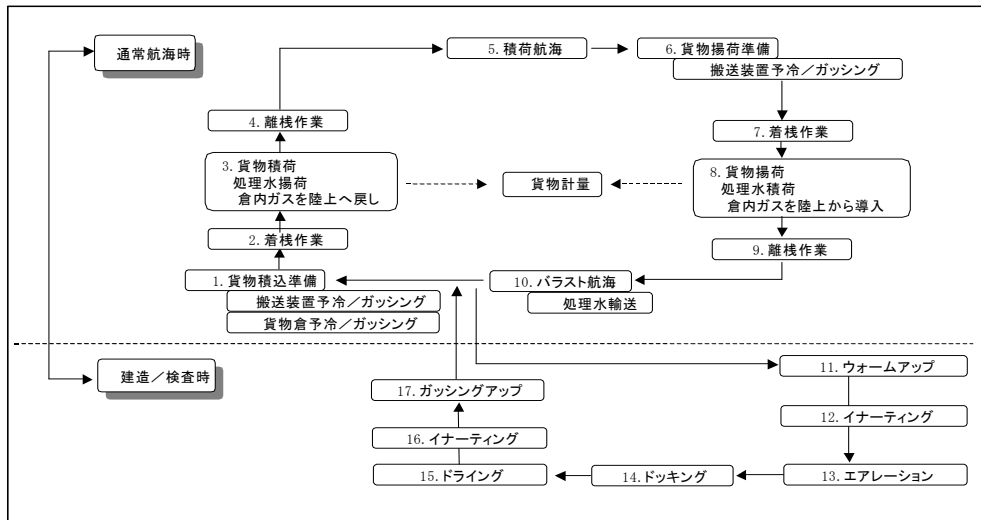 通常航海時
5. 積荷航海
6. 貨物揚荷準備
搬送装置予冷／ガッシング
4. 離桟作業
7. 着桟作業
3. 貨物積荷
処理水揚荷
倉内ガスを陸上へ戻し
貨物計量
8. 貨物揚荷
処理水積荷
倉内ガスを陸上から導入
2. 着桟作業
9. 離桟作業
1. 貨物積込準備
搬送装置予冷／ガッシング
貨物倉予冷／ガッシング
10. バラスト航海
処理水輸送
建造／検査時
11. ウォームアップ
17. ガッシングアップ
12. イナーティング
16. イナーティング
15. ドライイング
14. ドッキング
13. エアレーション